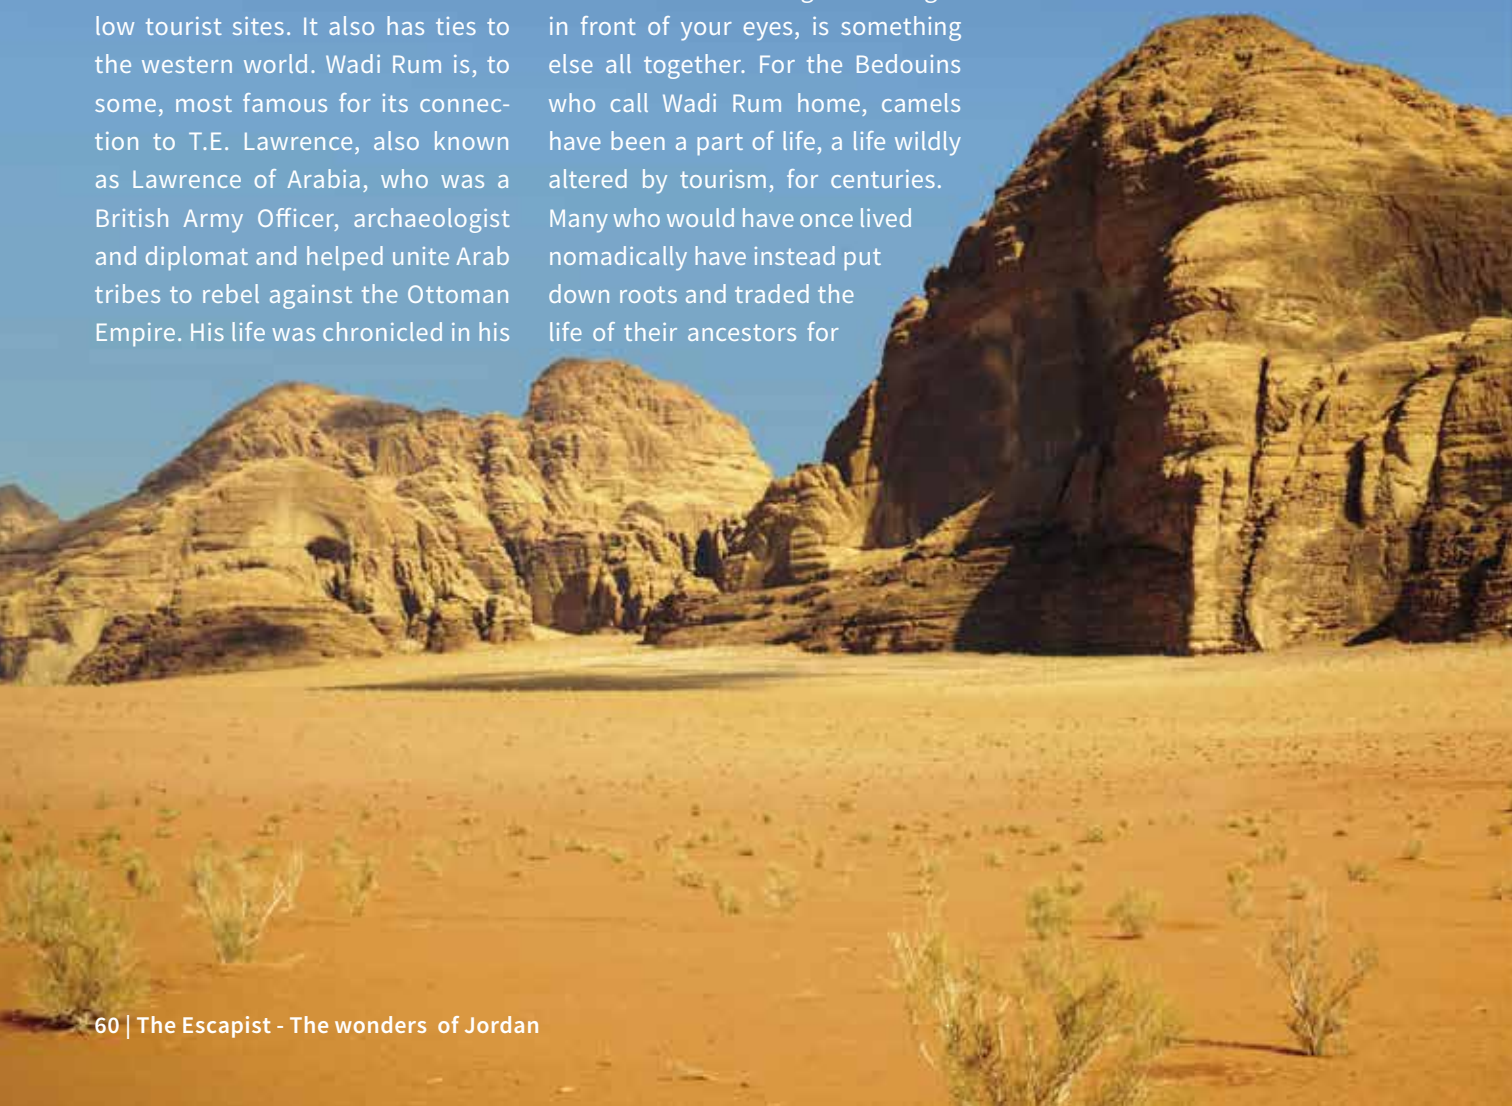 low tourist sites. It also has ties to
the western world. Wadi Rum is, to
some, most famous for its connec-
tion to T.E. Lawrence, also known
as Lawrence of Arabia, who was a
British Army Officer, archaeologist
and diplomat and helped unite Arab
tribes to rebel against the Ottoman
Empire. His life was chronicled in his
in front of your eyes, is something
else all together. For the Bedouins
who call Wadi Rum home, camels
have been a part of life, a life wildly
altered by tourism, for centuries.
Many who would have once lived
nomadically have instead put
down roots and traded the
life of their ancestors for
60 | The Escapist - The wonders of Jordan